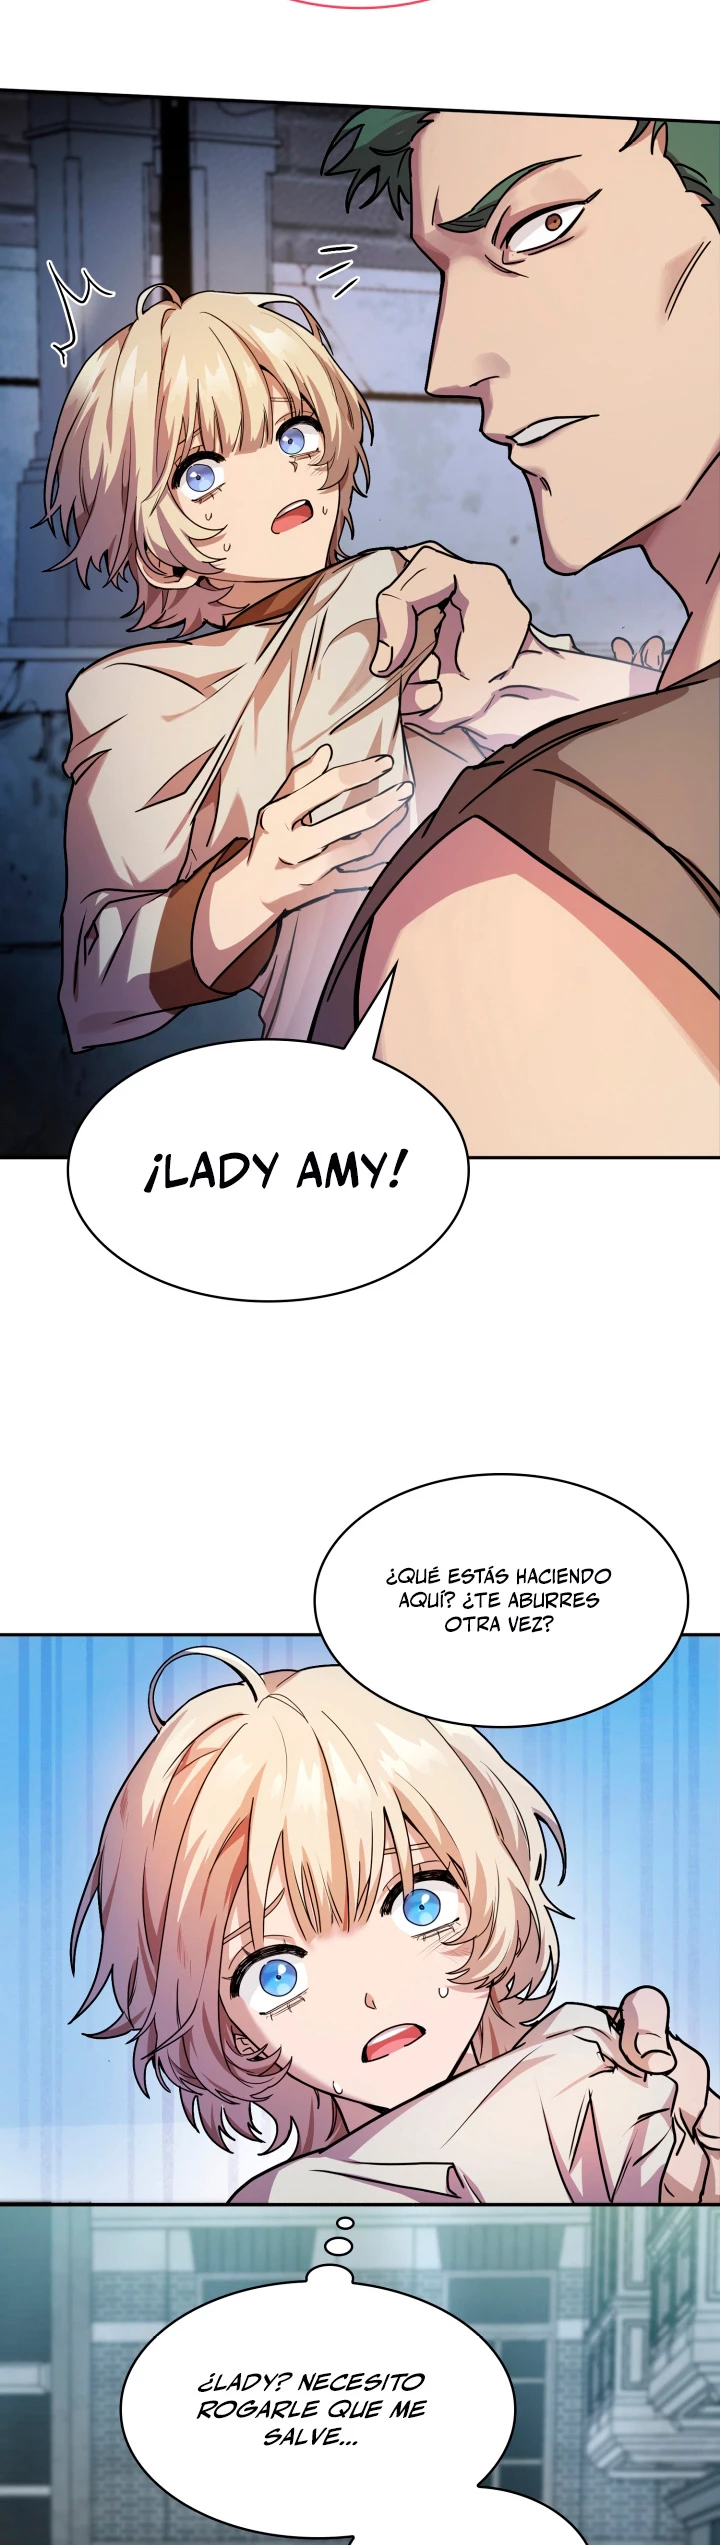 ¡LADY AMY!
¿QUÉ ESTÁS HACIENDO
AQUÍ? ¿TE ABURRES
OTRA VEZ?
¿LADY? NECESITO
ROGARLE QUE ME
SALVE...